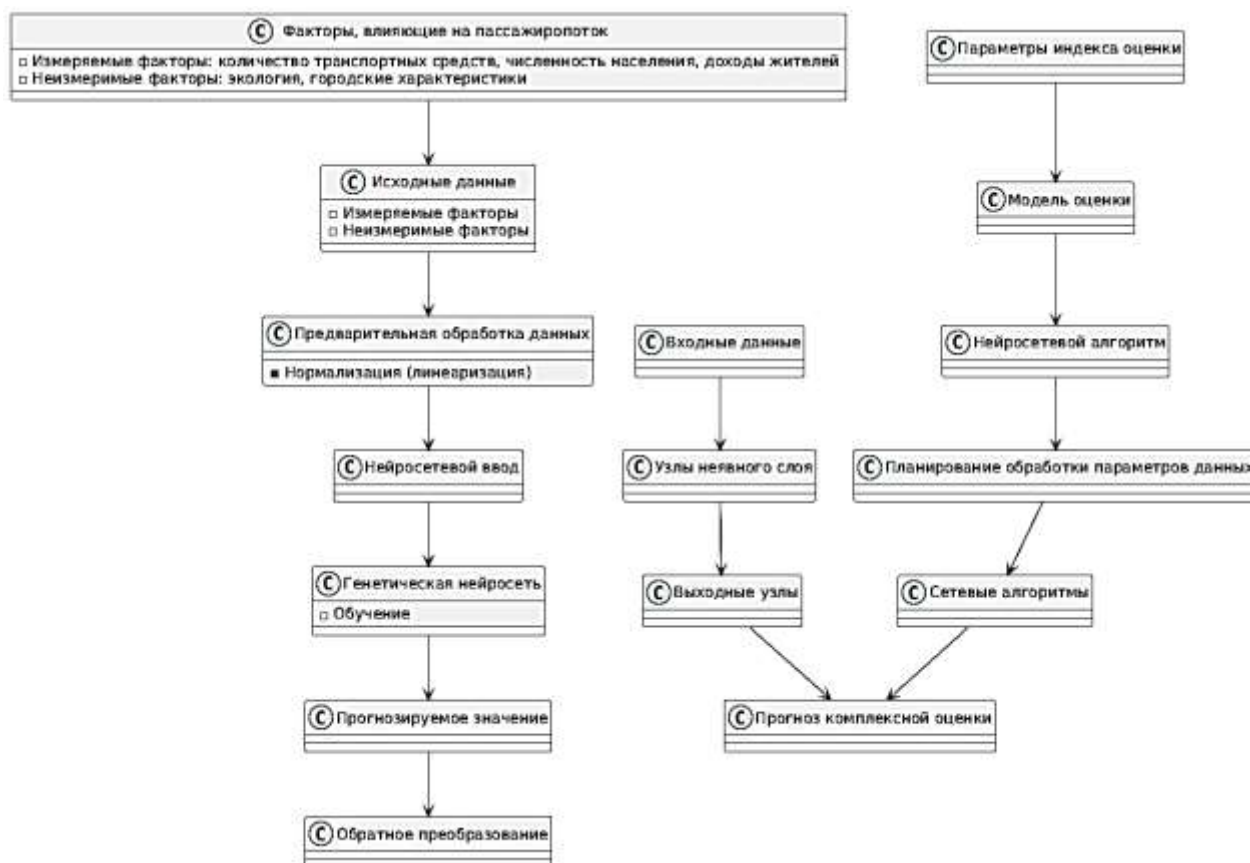 C Факторы, влияющие на пассажиропоток
Измеряемые факторы: количество транспортных средств, численность населения, доходы жителей
Неизмеримые факторы: экология, городские характеристики
C Исходные данные
Измеряемые факторы
Неизмеримые факторы
C Предварительная обработка данных
Нормализация (линеаризация)
C Нейросетевой ввод
C Генетическая нейросеть
Обучение
C Прогнозируемое значение
C Обратное преобразование
C Входные данные
C Узлы неявного слоя
C Выходные узлы
C Параметры индекса оценки
C Модель оценки
C Нейросетевой алгоритм
C Планирование обработки параметров данных
C Сетевые алгоритмы
C Прогноз комплексной оценки